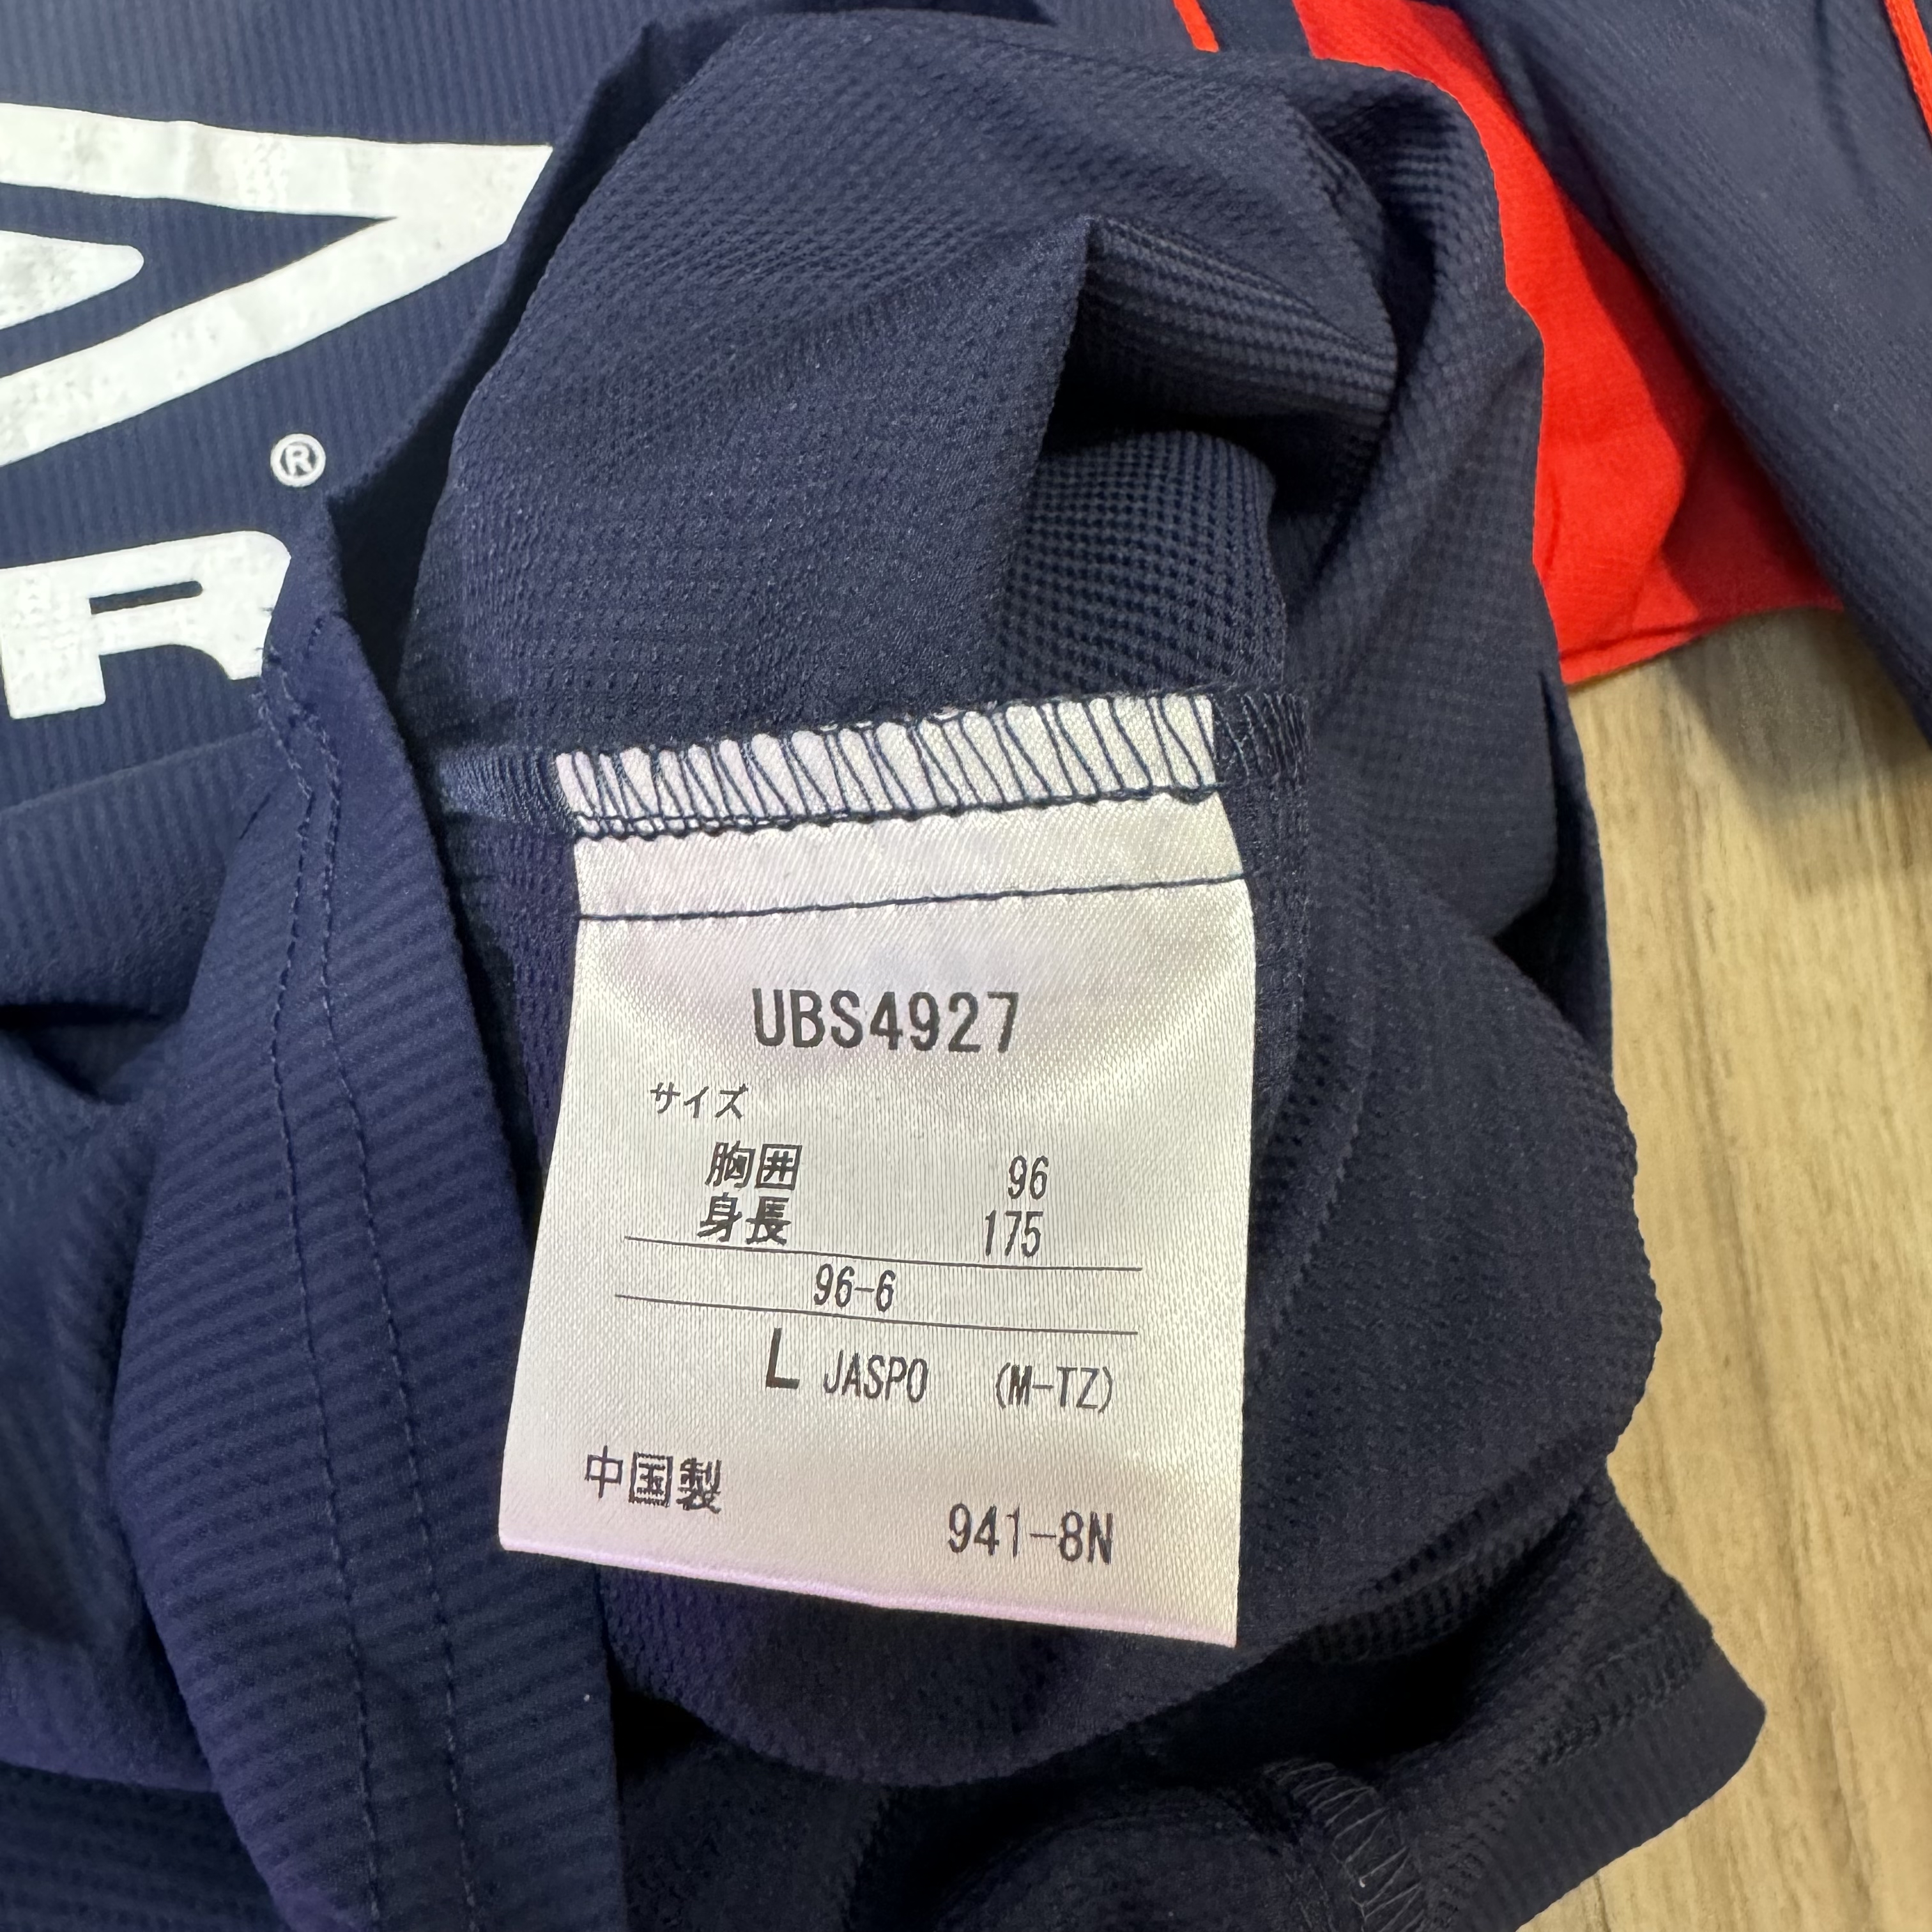 ®
R
UBS4927
サイズ
胸囲 96
身長 175
96-6
L JASPO (M-TZ)
中国製
941-8N